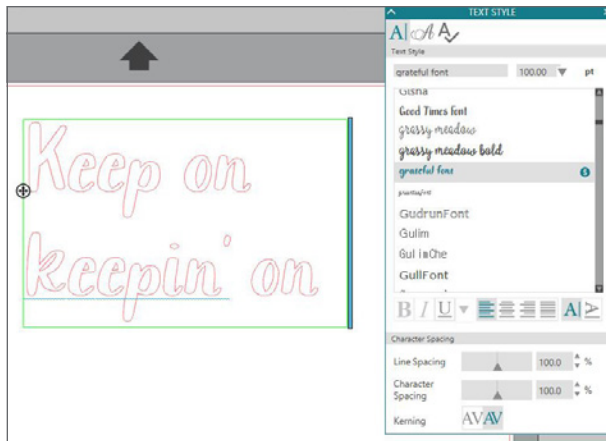 Keep on
keepin' on
TEXT STYLE
Text Style
grateful font 100.00 pt
Gisha
Good Times Font
grassy meadow
grassy meadow bold
grateful font
GudrunFont
Gulim
GulimChe
GullFont
B I U
Character Spacing
Line Spacing 100.0 %
Character Spacing 100.0 %
Kerning AV AV